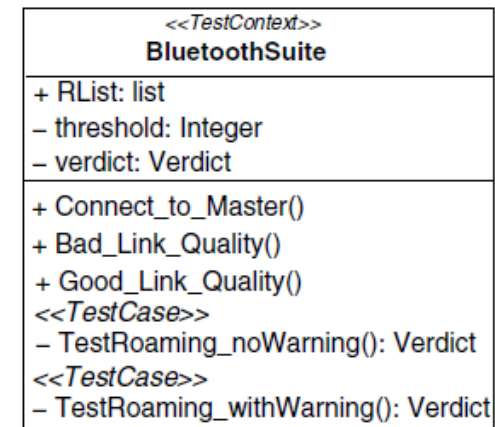 <<TestContext>>
BluetoothSuite
+ RList: list
– threshold: Integer
– verdict: Verdict
+ Connect_to_Master()
+ Bad_Link_Quality()
+ Good_Link_Quality()
<<TestCase>>
– TestRoaming_noWarning(): Verdict
<<TestCase>>
– TestRoaming_withWarning(): Verdict